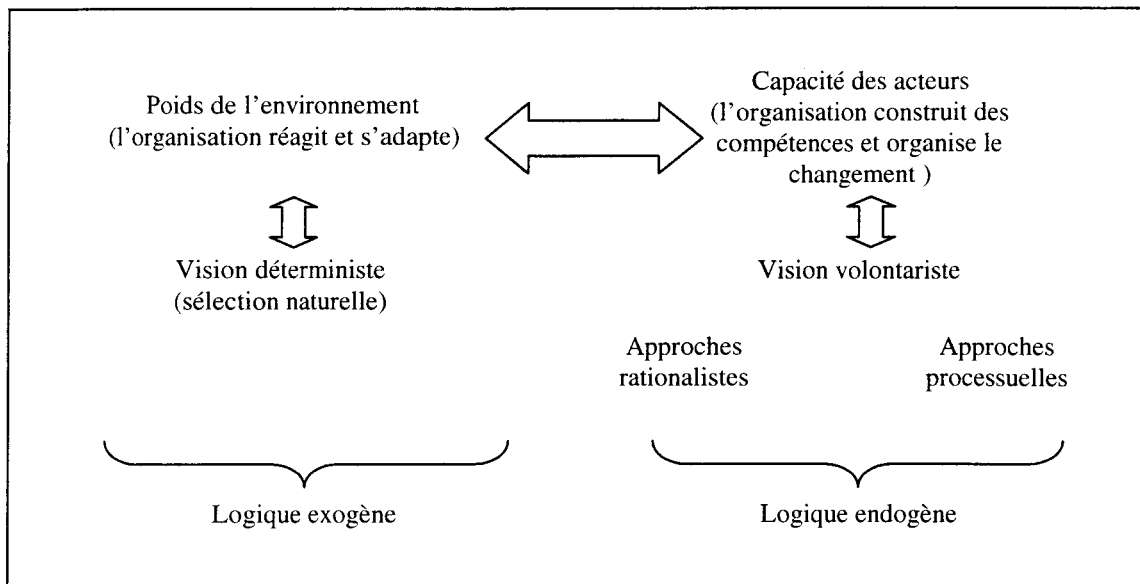 Poids de l'environnement
(l'organisation réagit et s'adapte)
Capacité des acteurs
(l'organisation construit des
compétences et organise le
changement )
Vision déterministe
(sélection naturelle)
Vision volontariste
Approches
rationalistes
Approches
processuelles
Logique exogène
Logique endogène